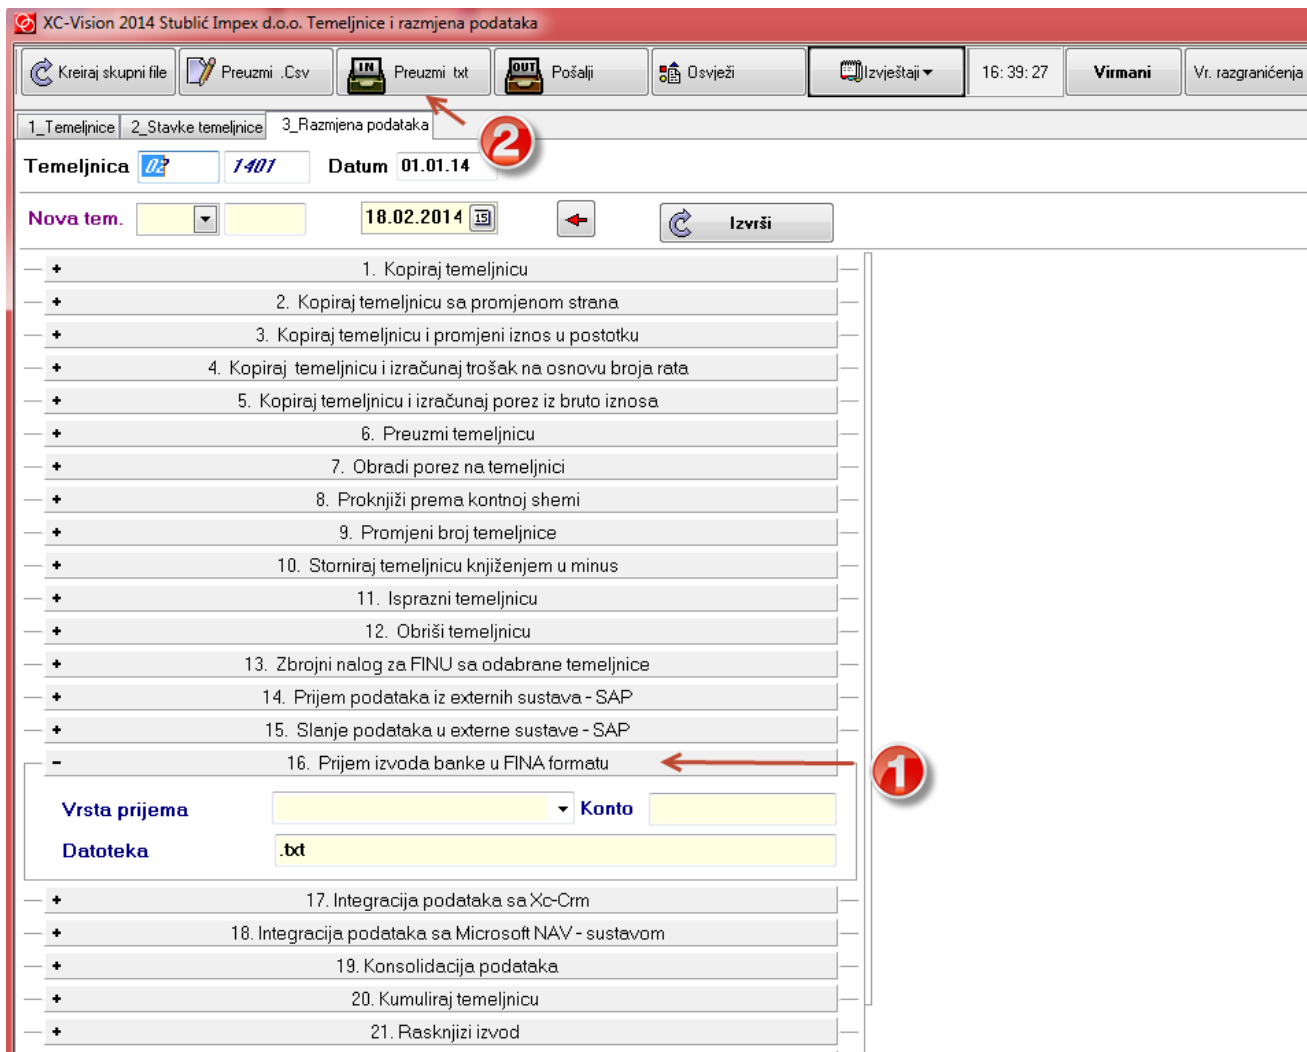 XC-Vision 2014 Stublić Impex d.o.o. Temeljnice i razmjena podataka
Kreiraj skupni file Preuzmi .Csv IN Preuzmi txt OUT Pošalji Osvježi Izvještaji 16:39:27 Virmani Vr. razgraničenja
1_Temeljnice 2_Stavke temeljnice 3_Razmjena podataka
2
Temeljnica 02? 1401 Datum 01.01.14
Nova tem. 18.02.2014 15 Izvrši
+ 1. Kopiraj temeljnicu
+ 2. Kopiraj temeljnicu sa promjenom strana
+ 3. Kopiraj temeljnicu i promjeni iznos u postotku
+ 4. Kopiraj temeljnicu i izračunaj trošak na osnovu broja rata
+ 5. Kopiraj temeljnicu i izračunaj porez iz bruto iznosa
+ 6. Preuzmi temeljnicu
+ 7. Obradi porez na temeljnici
+ 8. Proknjiži prema kontnoj shemi
+ 9. Promjeni broj temeljnice
+ 10. Storniraj temeljnicu knjiženjem u minus
+ 11. Isprazni temeljnicu
+ 12. Obriši temeljnicu
+ 13. Zbrojni nalog za FINU sa odabrane temeljnice
+ 14. Prijem podataka iz externih sustava - SAP
+ 15. Slanje podataka u externe sustave - SAP
- 16. Prijem izvoda banke u FINA formatu
1
Vrsta prijema Konto
Datoteka .txt
+ 17. Integracija podataka sa Xc-Crm
+ 18. Integracija podataka sa Microsoft NAV - sustavom
+ 19. Konsolidacija podataka
+ 20. Kumuliraj temeljnicu
+ 21. Rasknjizi izvod